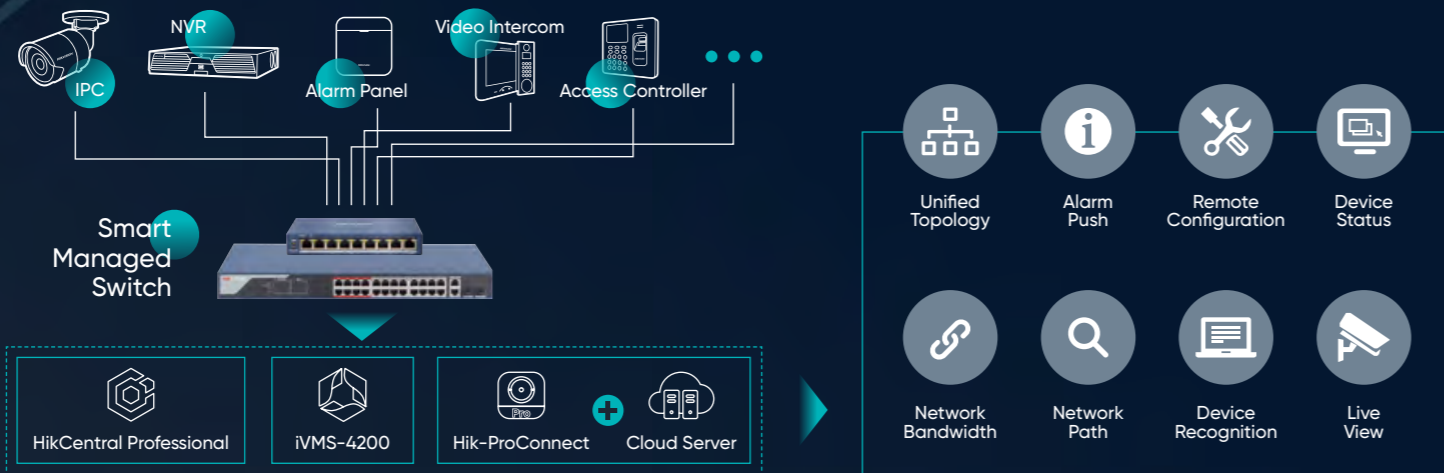 NVR
Video Intercom
IPC
Alarm Panel
Access Controller
Smart
Managed
Switch
HikCentral Professional
iVMS-4200
Pro
Hik-ProConnect
Cloud Server
Unified
Topology
Alarm
Push
Remote
Configuration
Device
Status
Network
Bandwidth
Network
Path
Device
Recognition
Live
View